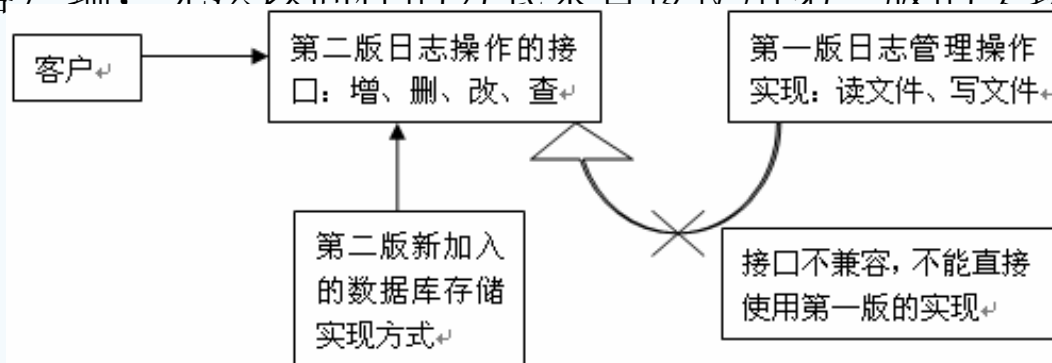 客户
第二版日志操作的接
口：增、删、改、查
第一版日志管理操作
实现：读文件、写文件
第二版新加入
的数据库存储
实现方式
接口不兼容，不能直接
使用第一版的实现